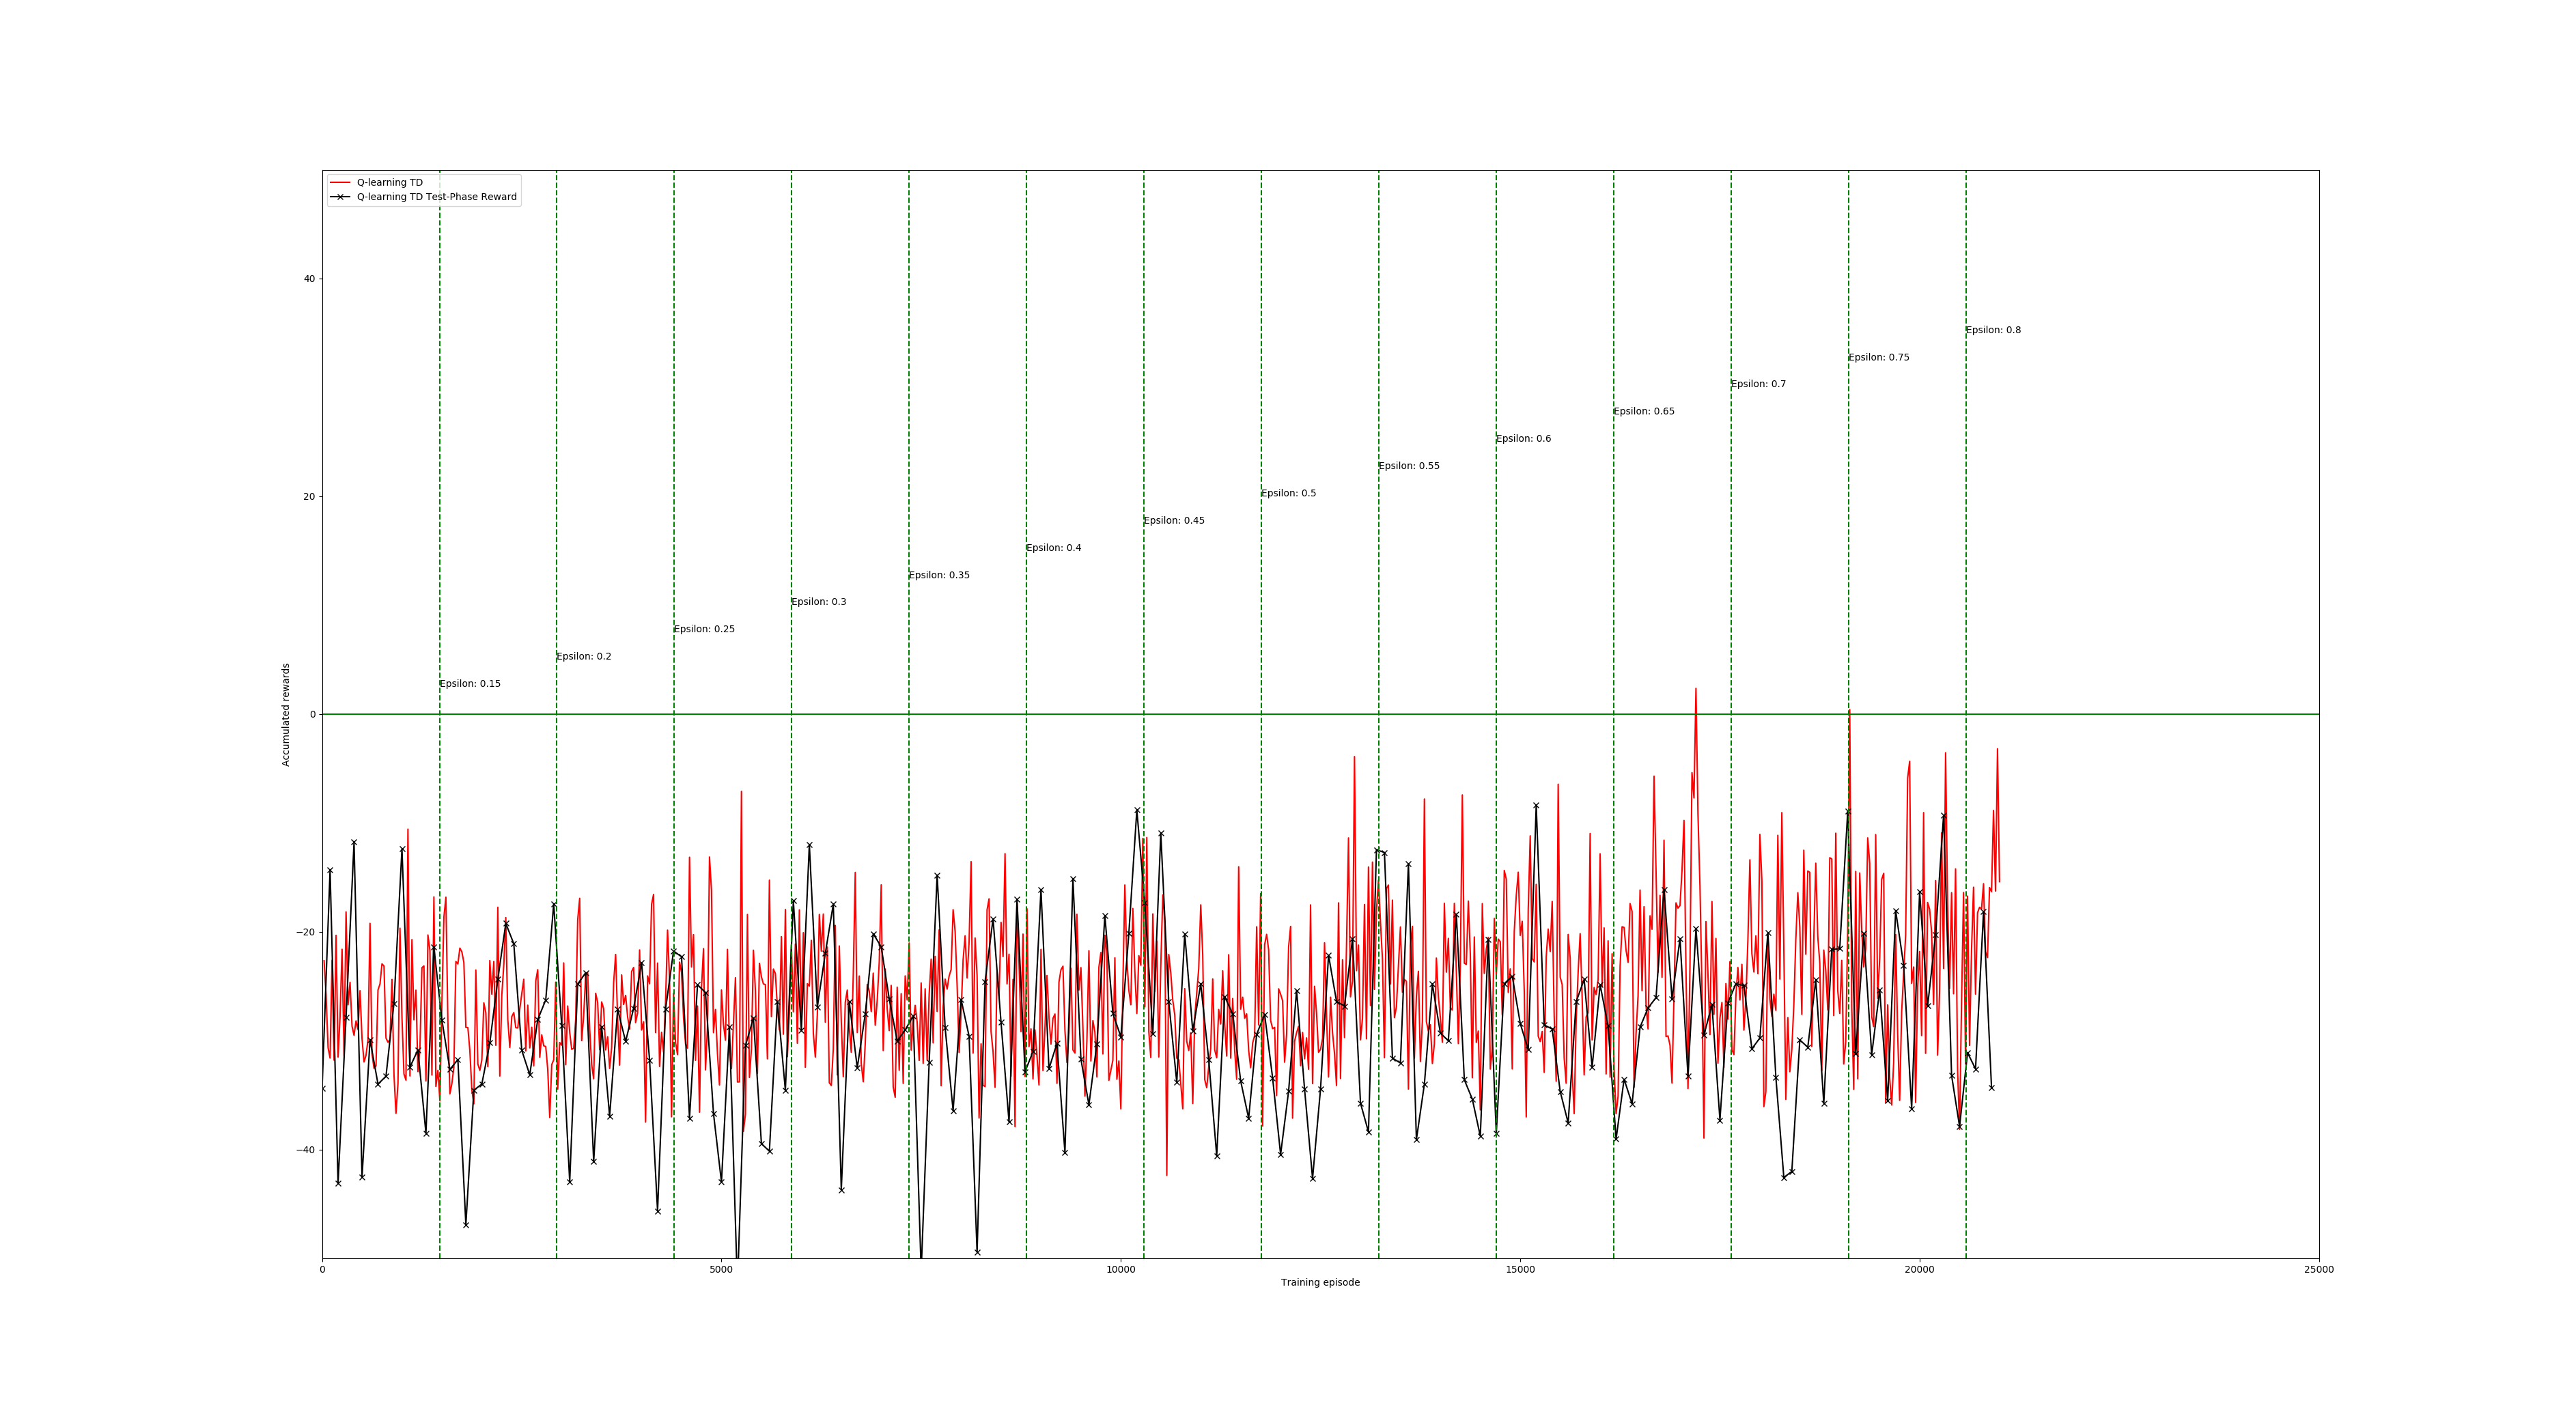 Q-learning TD
Q-learning TD Test-Phase Reward
40
20
0
−20
−40
Accumulated rewards
Epsilon: 0.15
Epsilon: 0.2
Epsilon: 0.25
Epsilon: 0.3
Epsilon: 0.35
Epsilon: 0.4
Epsilon: 0.45
Epsilon: 0.5
Epsilon: 0.55
Epsilon: 0.6
Epsilon: 0.65
Epsilon: 0.7
Epsilon: 0.75
Epsilon: 0.8
0
5000
10000
15000
20000
25000
Training episode